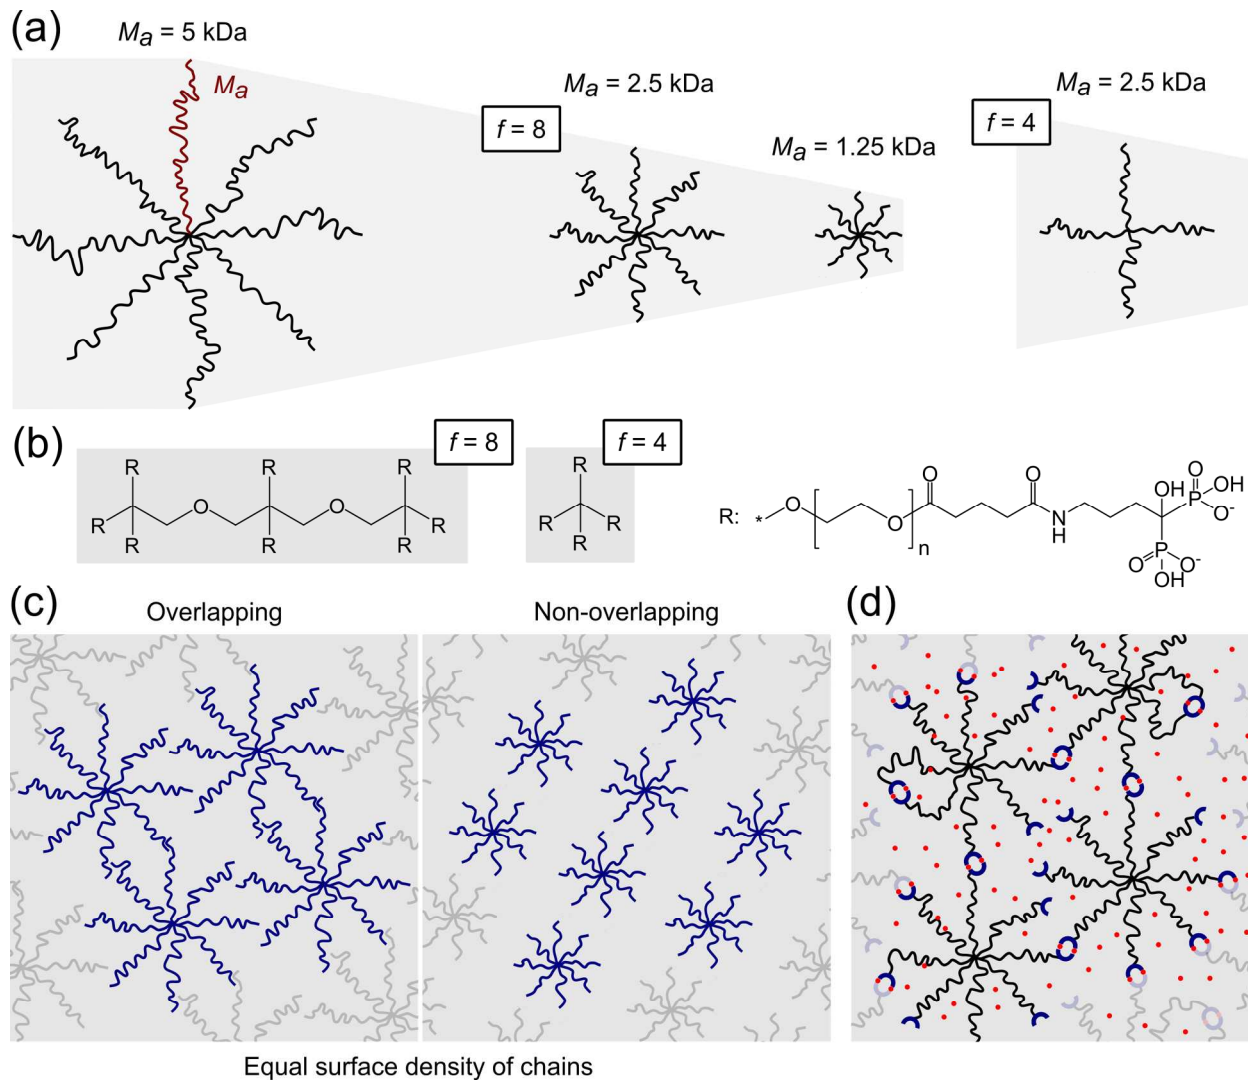 (a)
Ma = 5 kDa
Ma
Ma = 2.5 kDa
f = 8
Ma = 1.25 kDa
Ma = 2.5 kDa
f = 4
(b)
f = 8
f = 4
R R R
R O O R
R R R
R
R R
R
R: * O [ O ]n O O N H OH P O OH O- P O O- OH
(c)
Overlapping
Non-overlapping
(d)
Equal surface density of chains